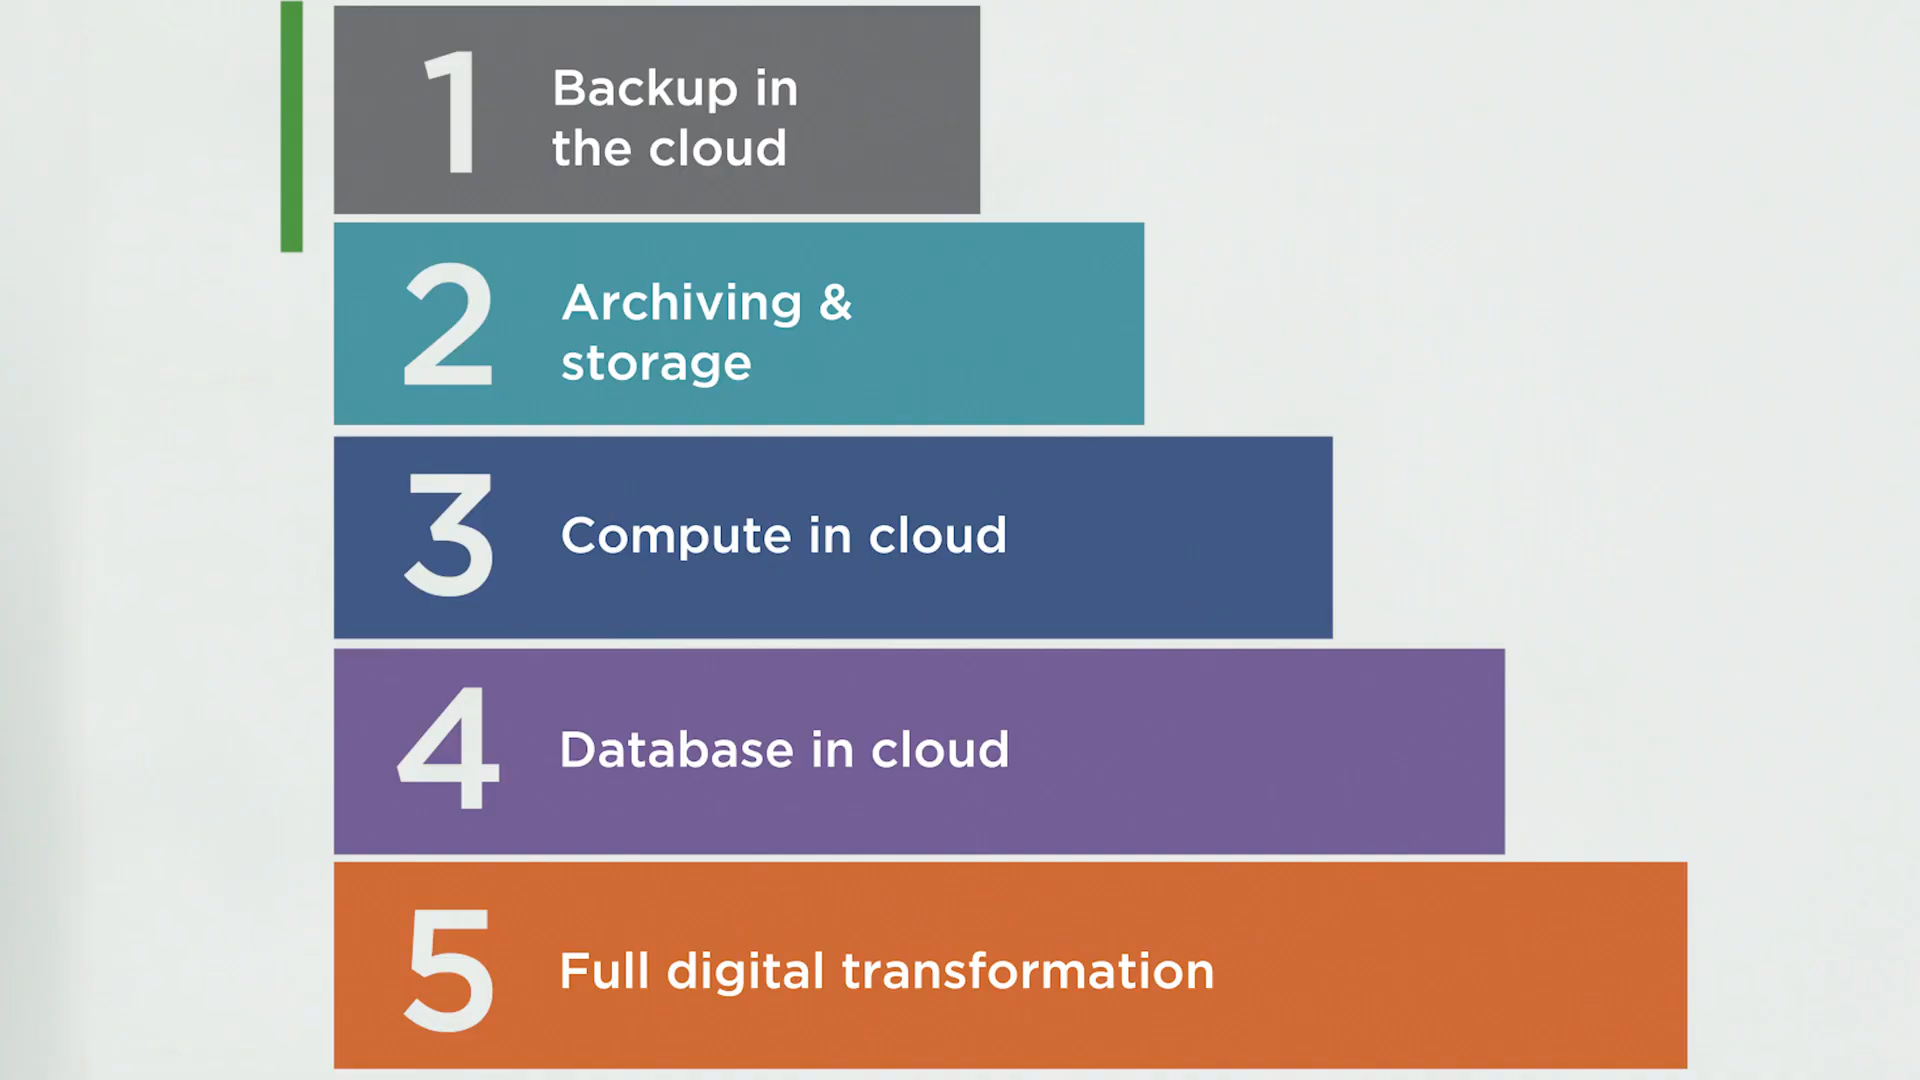 1
Backup in
the cloud
2
Archiving &
storage
3
Compute in cloud
4
Database in cloud
5
Full digital transformation